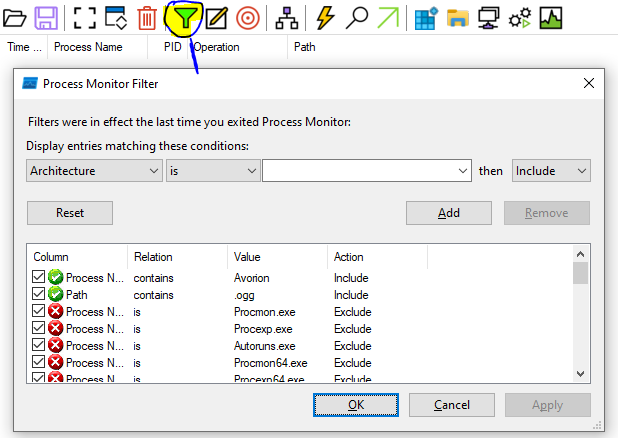 Time ... Process Name PID Operation Path
Process Monitor Filter
Filters were in effect the last time you exited Process Monitor:
Display entries matching these conditions:
Architecture is then Include
Reset Add Remove
Column Relation Value Action
Process N... contains Avorion Include
Path contains .ogg Include
Process N... is Procmon.exe Exclude
Process N... is Procexp.exe Exclude
Process N... is Autoruns.exe Exclude
Process N... is Procmon64.exe Exclude
Process N... is Procexp64.exe Exclude
OK Cancel Apply